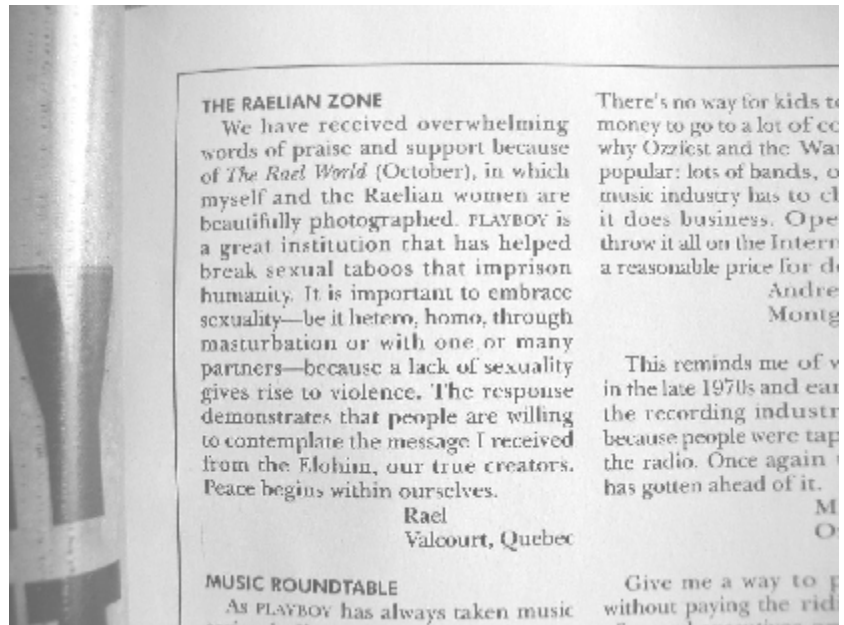 THE RAELIAN ZONE
We have received overwhelming
words of praise and support because
of The Rael World (October), in which
myself and the Raelian women are
beautifully photographed. PLAYBOY is
a great institution that has helped
break sexual taboos that imprison
humanity. It is important to embrace
sexuality—be it hetero, homo, through
masturbation or with one or many
partners—because a lack of sexuality
gives rise to violence. The response
demonstrates that people are willing
to contemplate the message I received
from the Elohim, our true creators.
Peace begins within ourselves.
Rael
Valcourt, Quebec
MUSIC ROUNDTABLE
As PLAYBOY has always taken music
There's no way for kids to
money to go to a lot of
why Ozzfest and the
popular: lots of bands,
music industry has to
it does business.
throw it all on the
a reasonable price for
This reminds me of
in the late 1970s and
the recording
because people were
the radio. Once again
has gotten ahead of it.
Give me a way to
without paying the